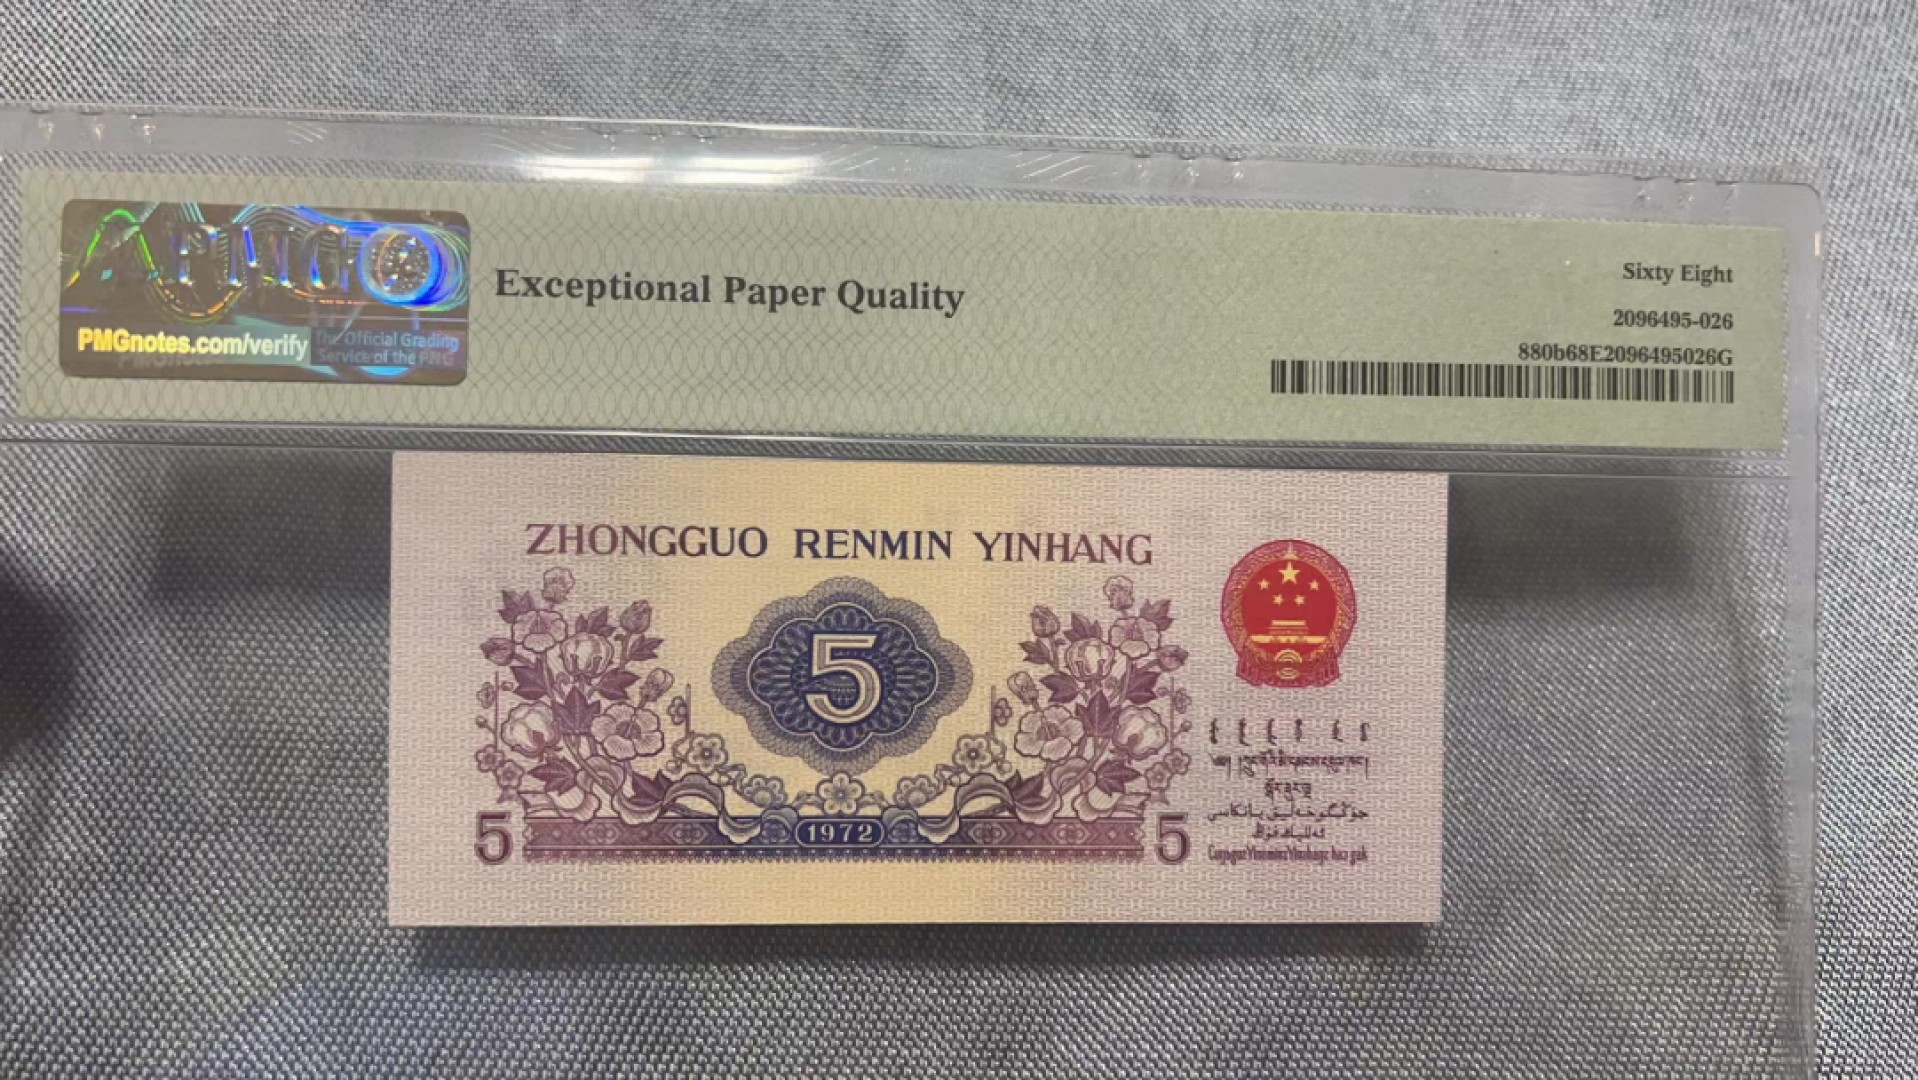 PMG
PMGnotes.com/verify
The Official Grading
Service of the PNG
Exceptional Paper Quality
Sixty Eight
2096495-026
880b68E2096495026G
ZHONGGUO RENMIN YINHANG
5
1972
5
5